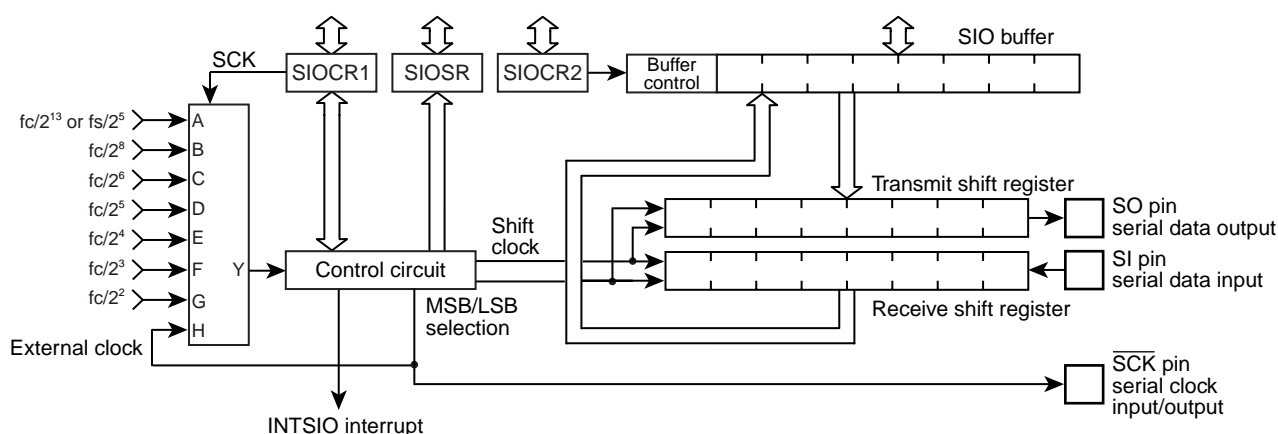 SIO buffer
SCK
SIOCR1
SIOSR
SIOCR2
Buffer
control
fc/2¹³ or fs/2⁵
A
fc/2⁸
B
fc/2⁶
C
fc/2⁵
D
fc/2⁴
E
fc/2³
F
Y
fc/2²
G
H
External clock
Control circuit
Shift
clock
MSB/LSB
selection
Transmit shift register
SO pin
serial data output
SI pin
serial data input
Receive shift register
S̅C̅K̅ pin
serial clock
input/output
INTSIO interrupt